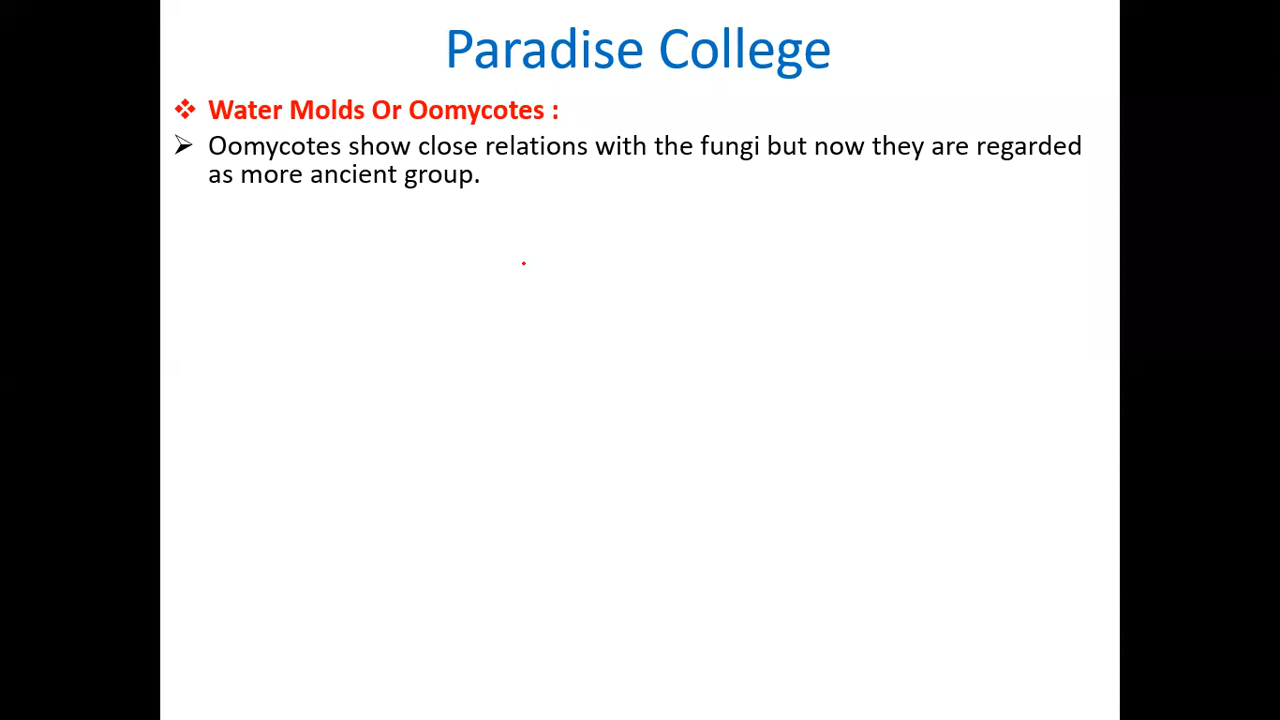 Paradise College
Water Molds Or Oomycotes :
Oomycotes show close relations with the fungi but now they are regarded
as more ancient group.